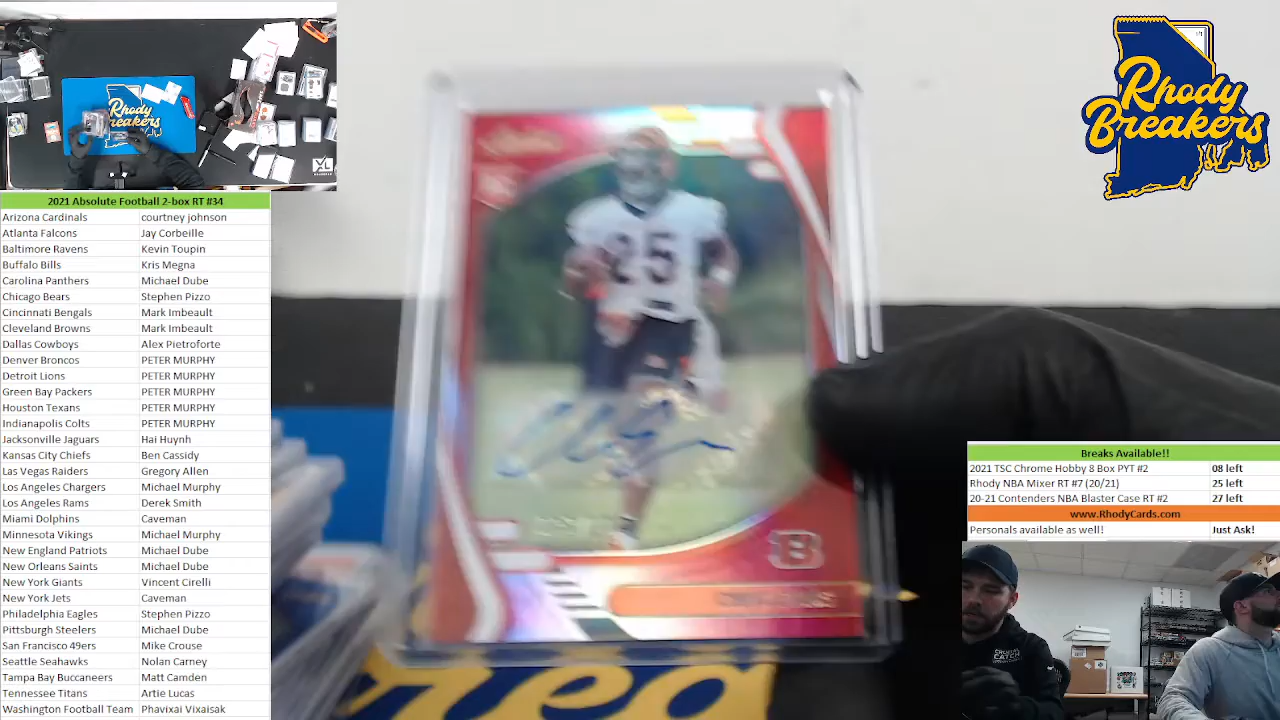 Rhody
Breakers
XL
2021 Absolute Football 2-box RT #34
Arizona Cardinals courtney johnson
Atlanta Falcons Jay Corbeille
Baltimore Ravens Kevin Toupin
Buffalo Bills Kris Megna
Carolina Panthers Michael Dube
Chicago Bears Stephen Pizzo
Cincinnati Bengals Mark Imbeault
Cleveland Browns Mark Imbeault
Dallas Cowboys Alex Pietroforte
Denver Broncos PETER MURPHY
Detroit Lions PETER MURPHY
Green Bay Packers PETER MURPHY
Houston Texans PETER MURPHY
Indianapolis Colts PETER MURPHY
Jacksonville Jaguars Hai Huynh
Kansas City Chiefs Ben Cassidy
Las Vegas Raiders Gregory Allen
Los Angeles Chargers Michael Murphy
Los Angeles Rams Derek Smith
Miami Dolphins Caveman
Minnesota Vikings Michael Murphy
New England Patriots Michael Dube
New Orleans Saints Michael Dube
New York Giants Vincent Cirelli
New York Jets Caveman
Philadelphia Eagles Stephen Pizzo
Pittsburgh Steelers Michael Dube
San Francisco 49ers Mike Crouse
Seattle Seahawks Nolan Carney
Tampa Bay Buccaneers Matt Camden
Tennessee Titans Artie Lucas
Washington Football Team Phavixai Vixaisak
25
B
Rhody
Breakers
Breaks Available!!
2021 TSC Chrome Hobby 8 Box PYT #2 08 left
Rhody NBA Mixer RT #7 (20/21) 25 left
20-21 Contenders NBA Blaster Case RT #2 27 left
www.RhodyCards.com
Personals available as well! Just Ask!